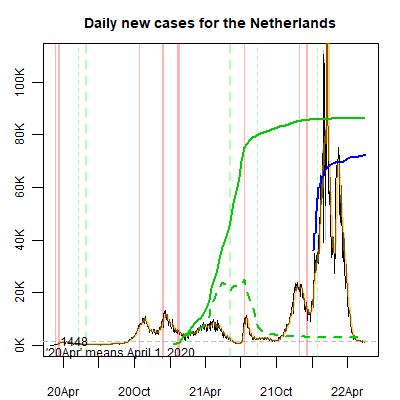 Daily new cases for the Netherlands
100K
80K
60K
40K
20K
0K
1448
20Apr means April 1, 2020
20Apr
20Oct
21Apr
21Oct
22Apr